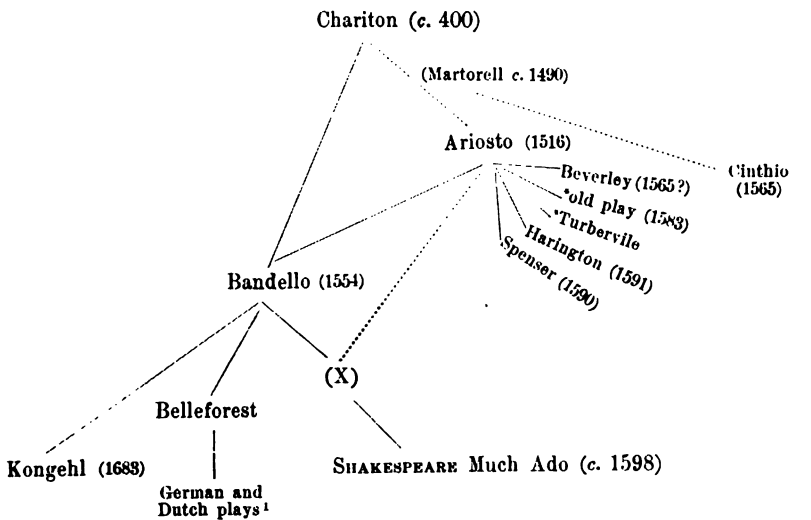 Chariton (c. 400)
(Martorell c. 1490)
Ariosto (1516)
Beverley (1565?)
*old play (1583)
*Turbervile
Harington (1591)
Spenser (1590)
Cinthio
(1565)
Bandello (1554)
(X)
Belleforest
Kongehl (1683)
German and
Dutch plays¹
SHAKESPEARE Much Ado (c. 1598)